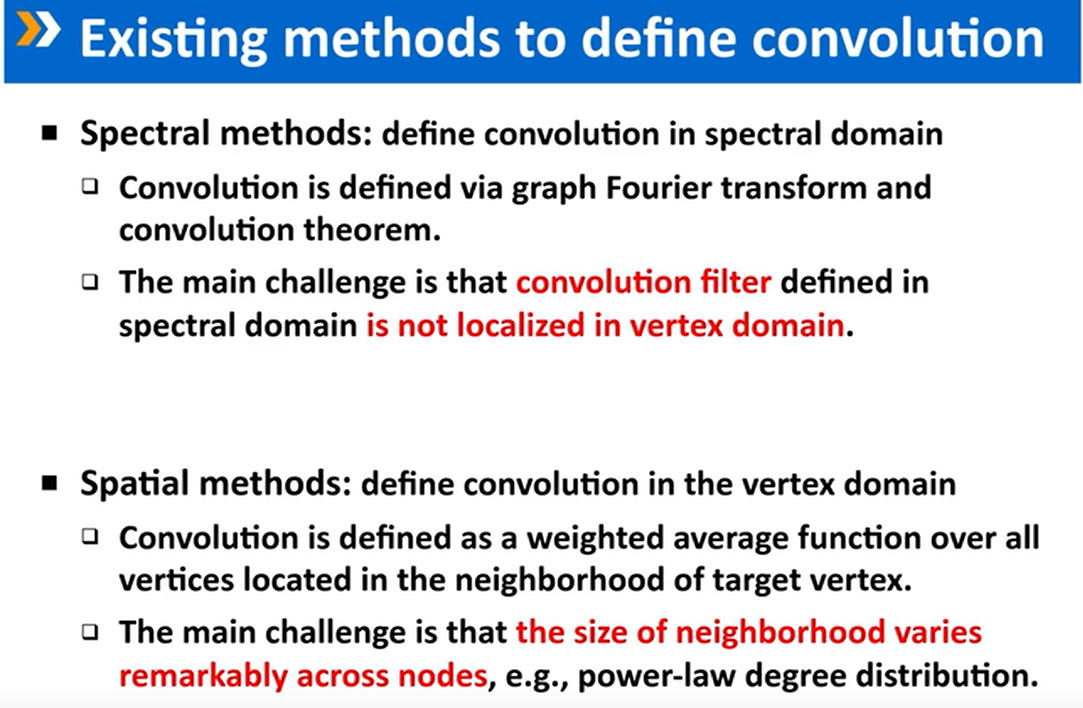 Existing methods to define convolution
Spectral methods: define convolution in spectral domain
Convolution is defined via graph Fourier transform and
convolution theorem.
The main challenge is that convolution filter defined in
spectral domain is not localized in vertex domain.
Spatial methods: define convolution in the vertex domain
Convolution is defined as a weighted average function over all
vertices located in the neighborhood of target vertex.
The main challenge is that the size of neighborhood varies
remarkably across nodes, e.g., power-law degree distribution.